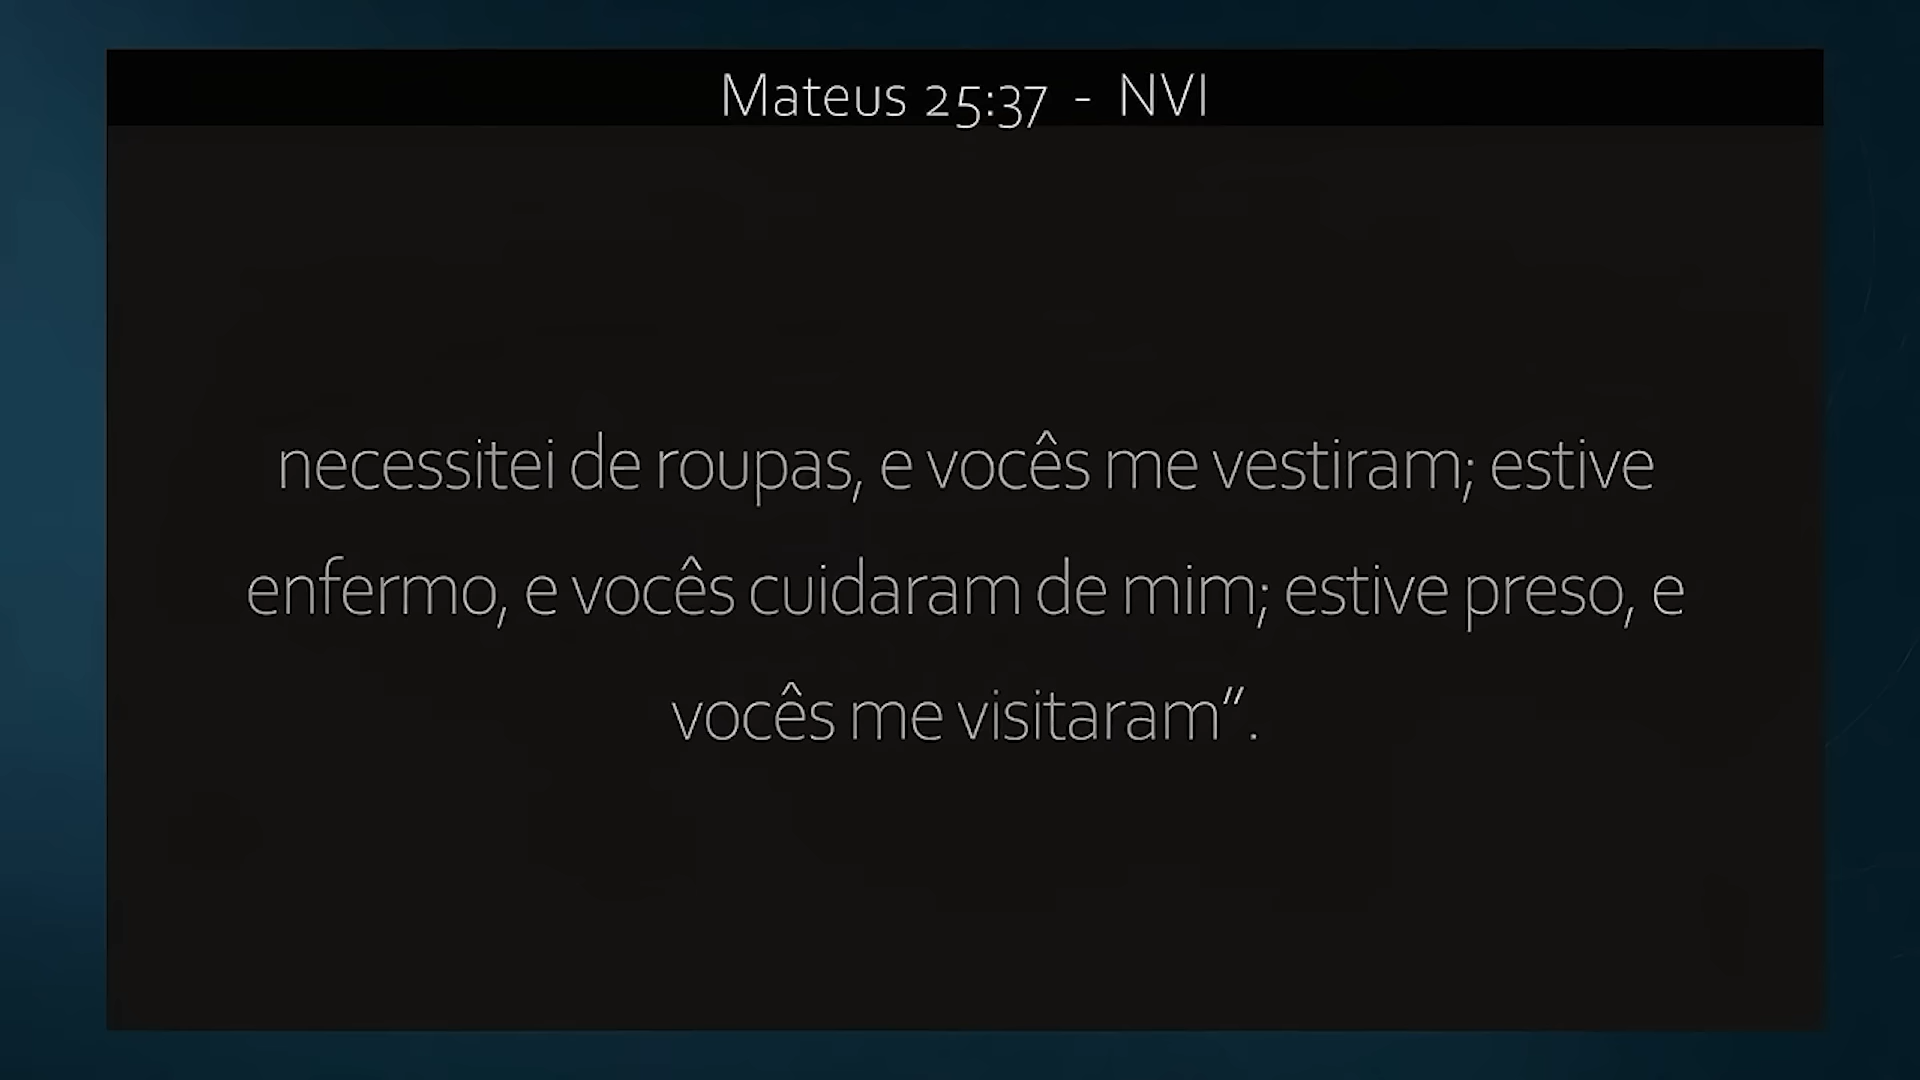 Mateus 25:37 - NVI
necessitei de roupas, e vocês me vestiram; estive
enfermo, e vocês cuidaram de mim; estive preso, e
vocês me visitaram“.